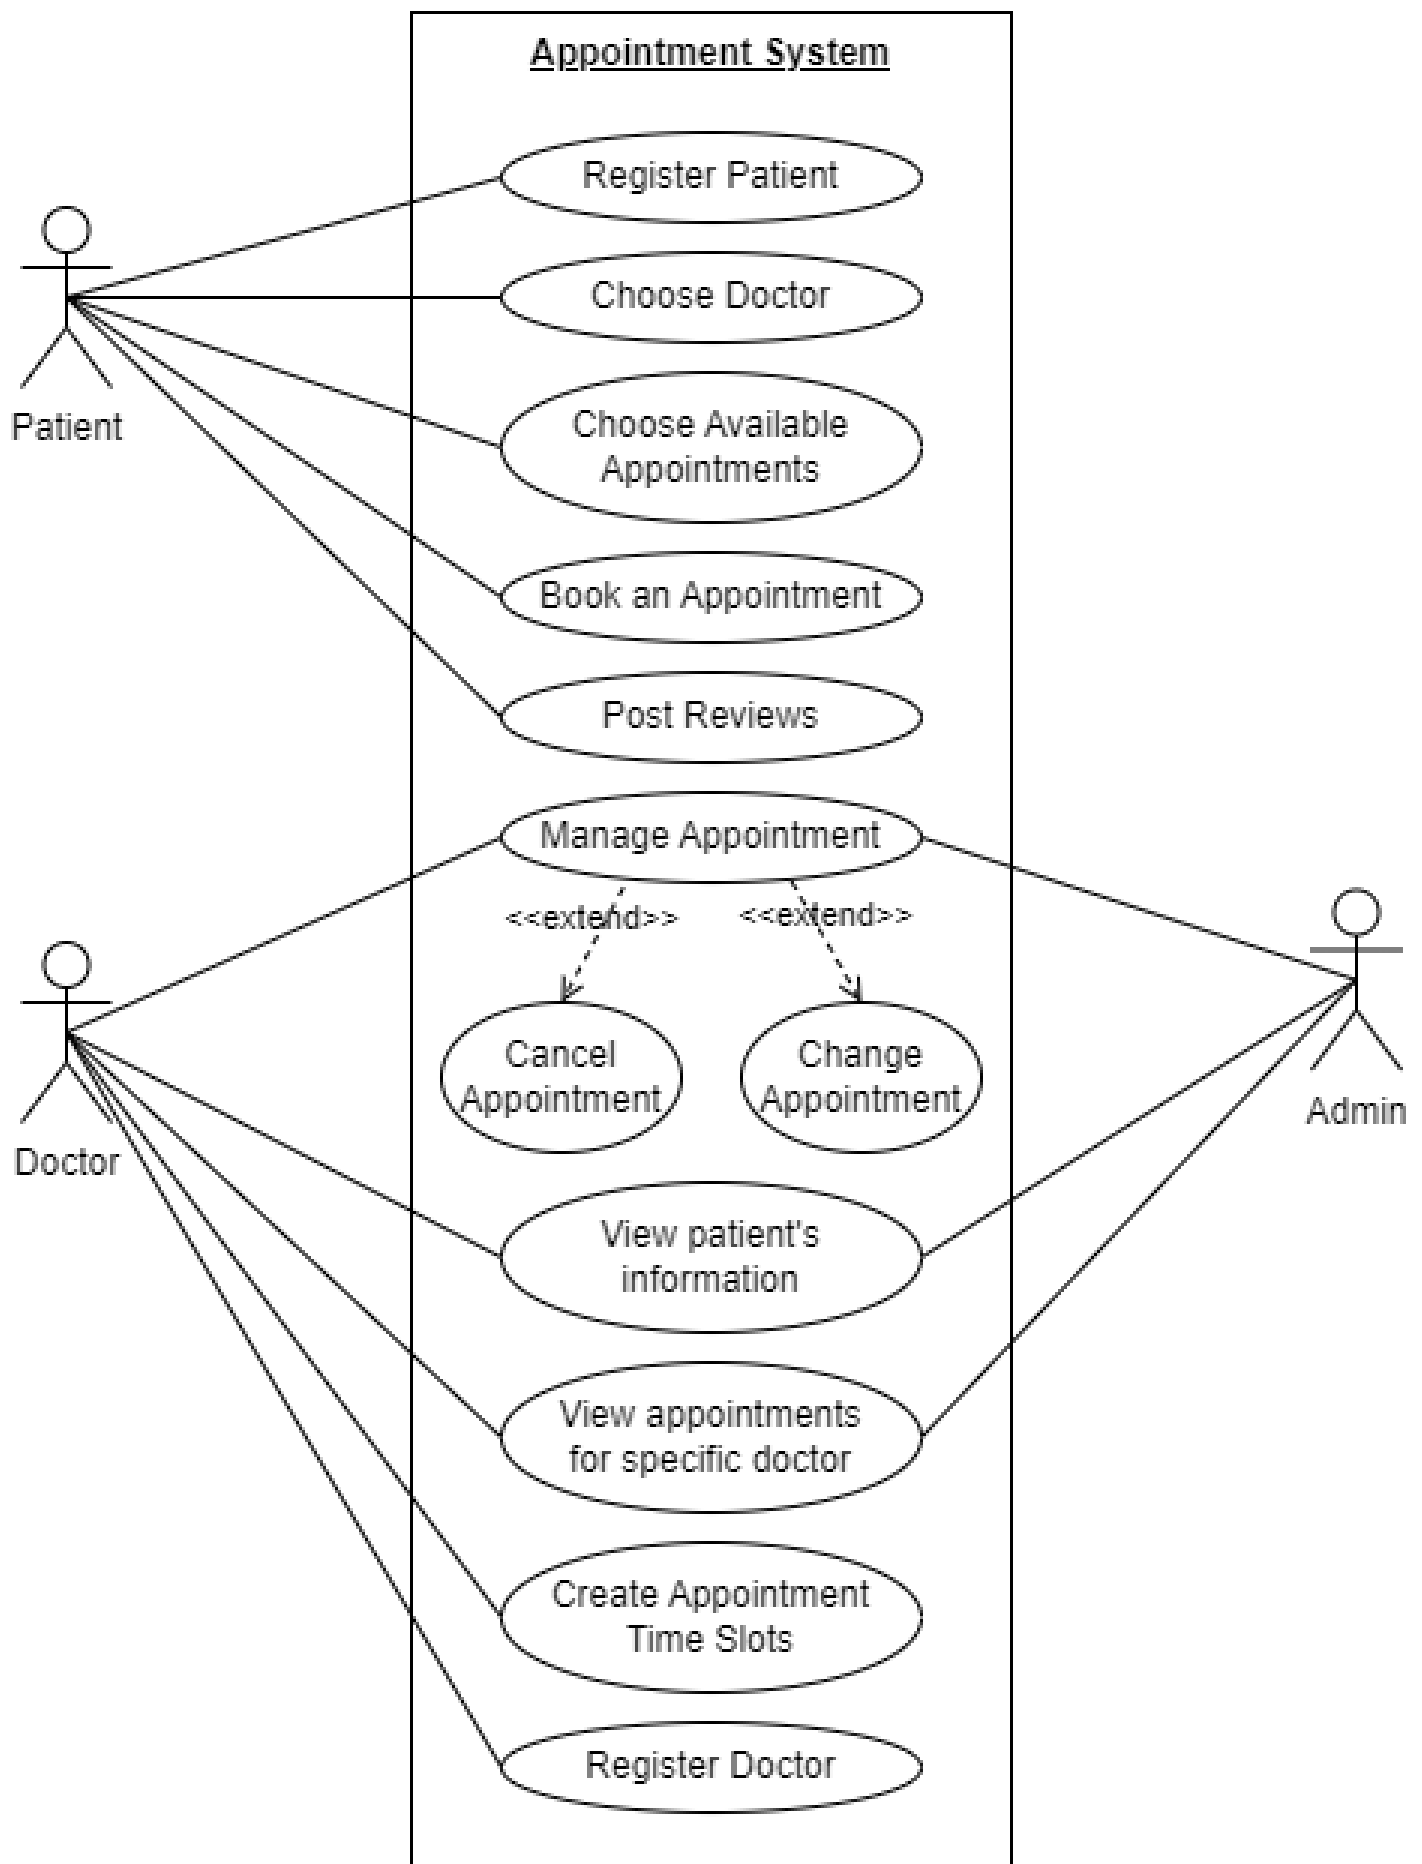 Appointment System
Register Patient
Choose Doctor
Patient
Choose Available
Appointments
Book an Appointment
Post Reviews
Manage Appointment
<<extend>>
<<extend>>
Cancel
Appointment
Change
Appointment
Admin
Doctor
View patient's
information
View appointments
for specific doctor
Create Appointment
Time Slots
Register Doctor